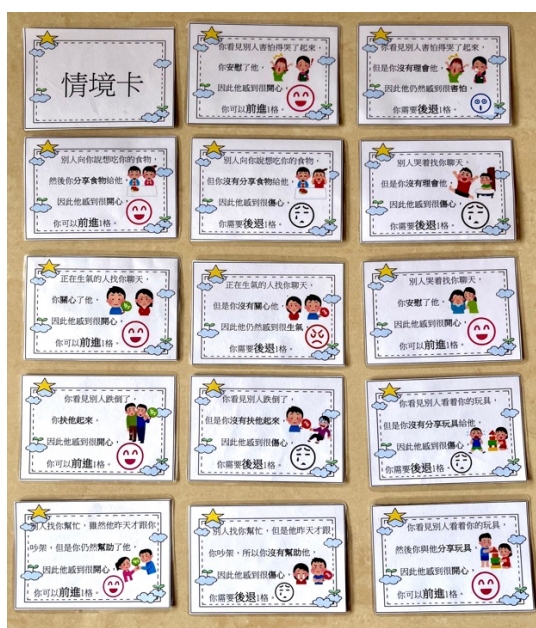 情境卡
你看見別人害怕得哭了起來，
你安慰了他，
因此他感到很開心，
你可以前進1格。
你看見別人害怕得哭了起來，
但是你沒有理會他，
因此他仍然感到很害怕，
你需要後退1格。
別人向你說想吃你的食物，
然後你分享食物給他，
因此他感到很開心，
你可以前進1格。
別人向你說想吃你的食物，
但你沒有分享食物給他，
因此他感到很傷心，
你需要後退1格。
別人哭着找你聊天，
但是你沒有理會他，
因此他感到很傷心，
你需要後退1格。
正在生氣的人找你聊天，
你關心了他，
因此他感到很開心，
你可以前進1格。
正在生氣的人找你聊天，
但是你沒有關心他，
因此他仍然感到很生氣，
你需要後退1格。
別人哭着找你聊天，
你安慰了他，
因此他感到很開心，
你可以前進1格。
你看見別人跌倒了，
你扶他起來，
因此他感到很開心，
你可以前進1格。
你看見別人跌倒了，
但是你沒有扶他起來，
因此他感到很傷心，
你需要後退1格。
你看見別人看着你的玩具，
但是你沒有分享玩具給他，
因此他感到很傷心，
你需要後退1格。
別人找你幫忙，雖然他昨天才跟你
吵架，但是你仍然幫助了他，
因此他感到很開心，
你可以前進1格。
別人找你幫忙，但是他昨天才跟
你吵架，所以你沒有幫助他，
因此他感到很傷心，
你需要後退1格。
你看見別人看着你的玩具，
然後你與他分享玩具，
因此他感到很開心，
你可以前進1格。